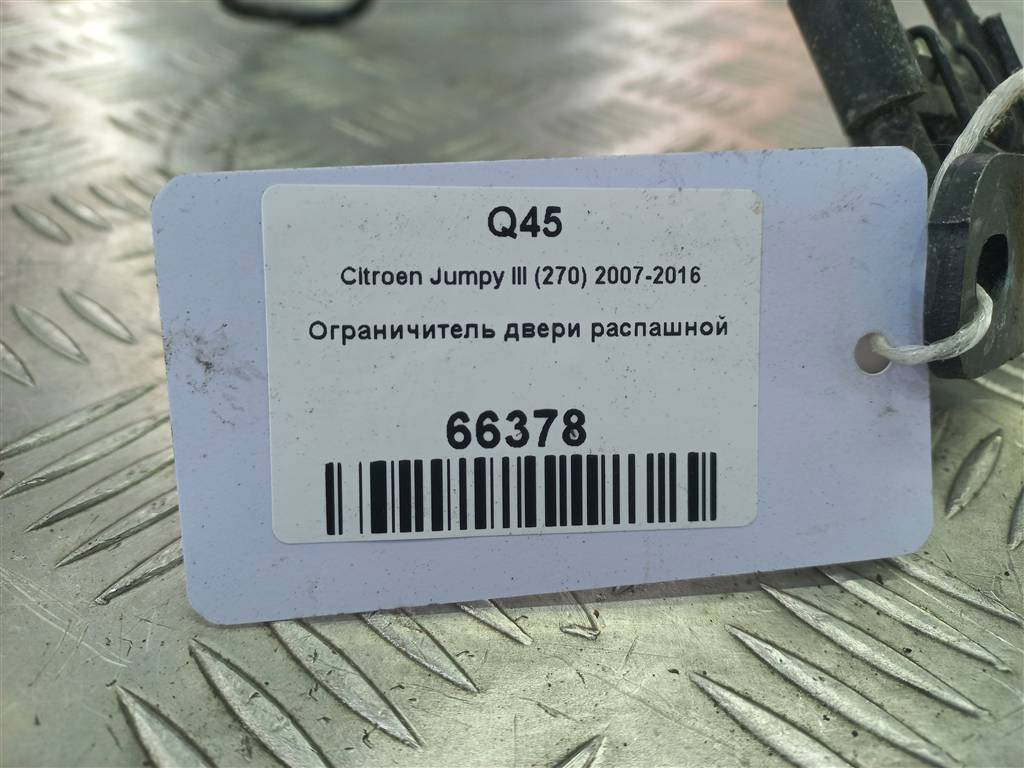 Q45
Citroen Jumpy III (270) 2007-2016
Ограничитель двери распашной
66378